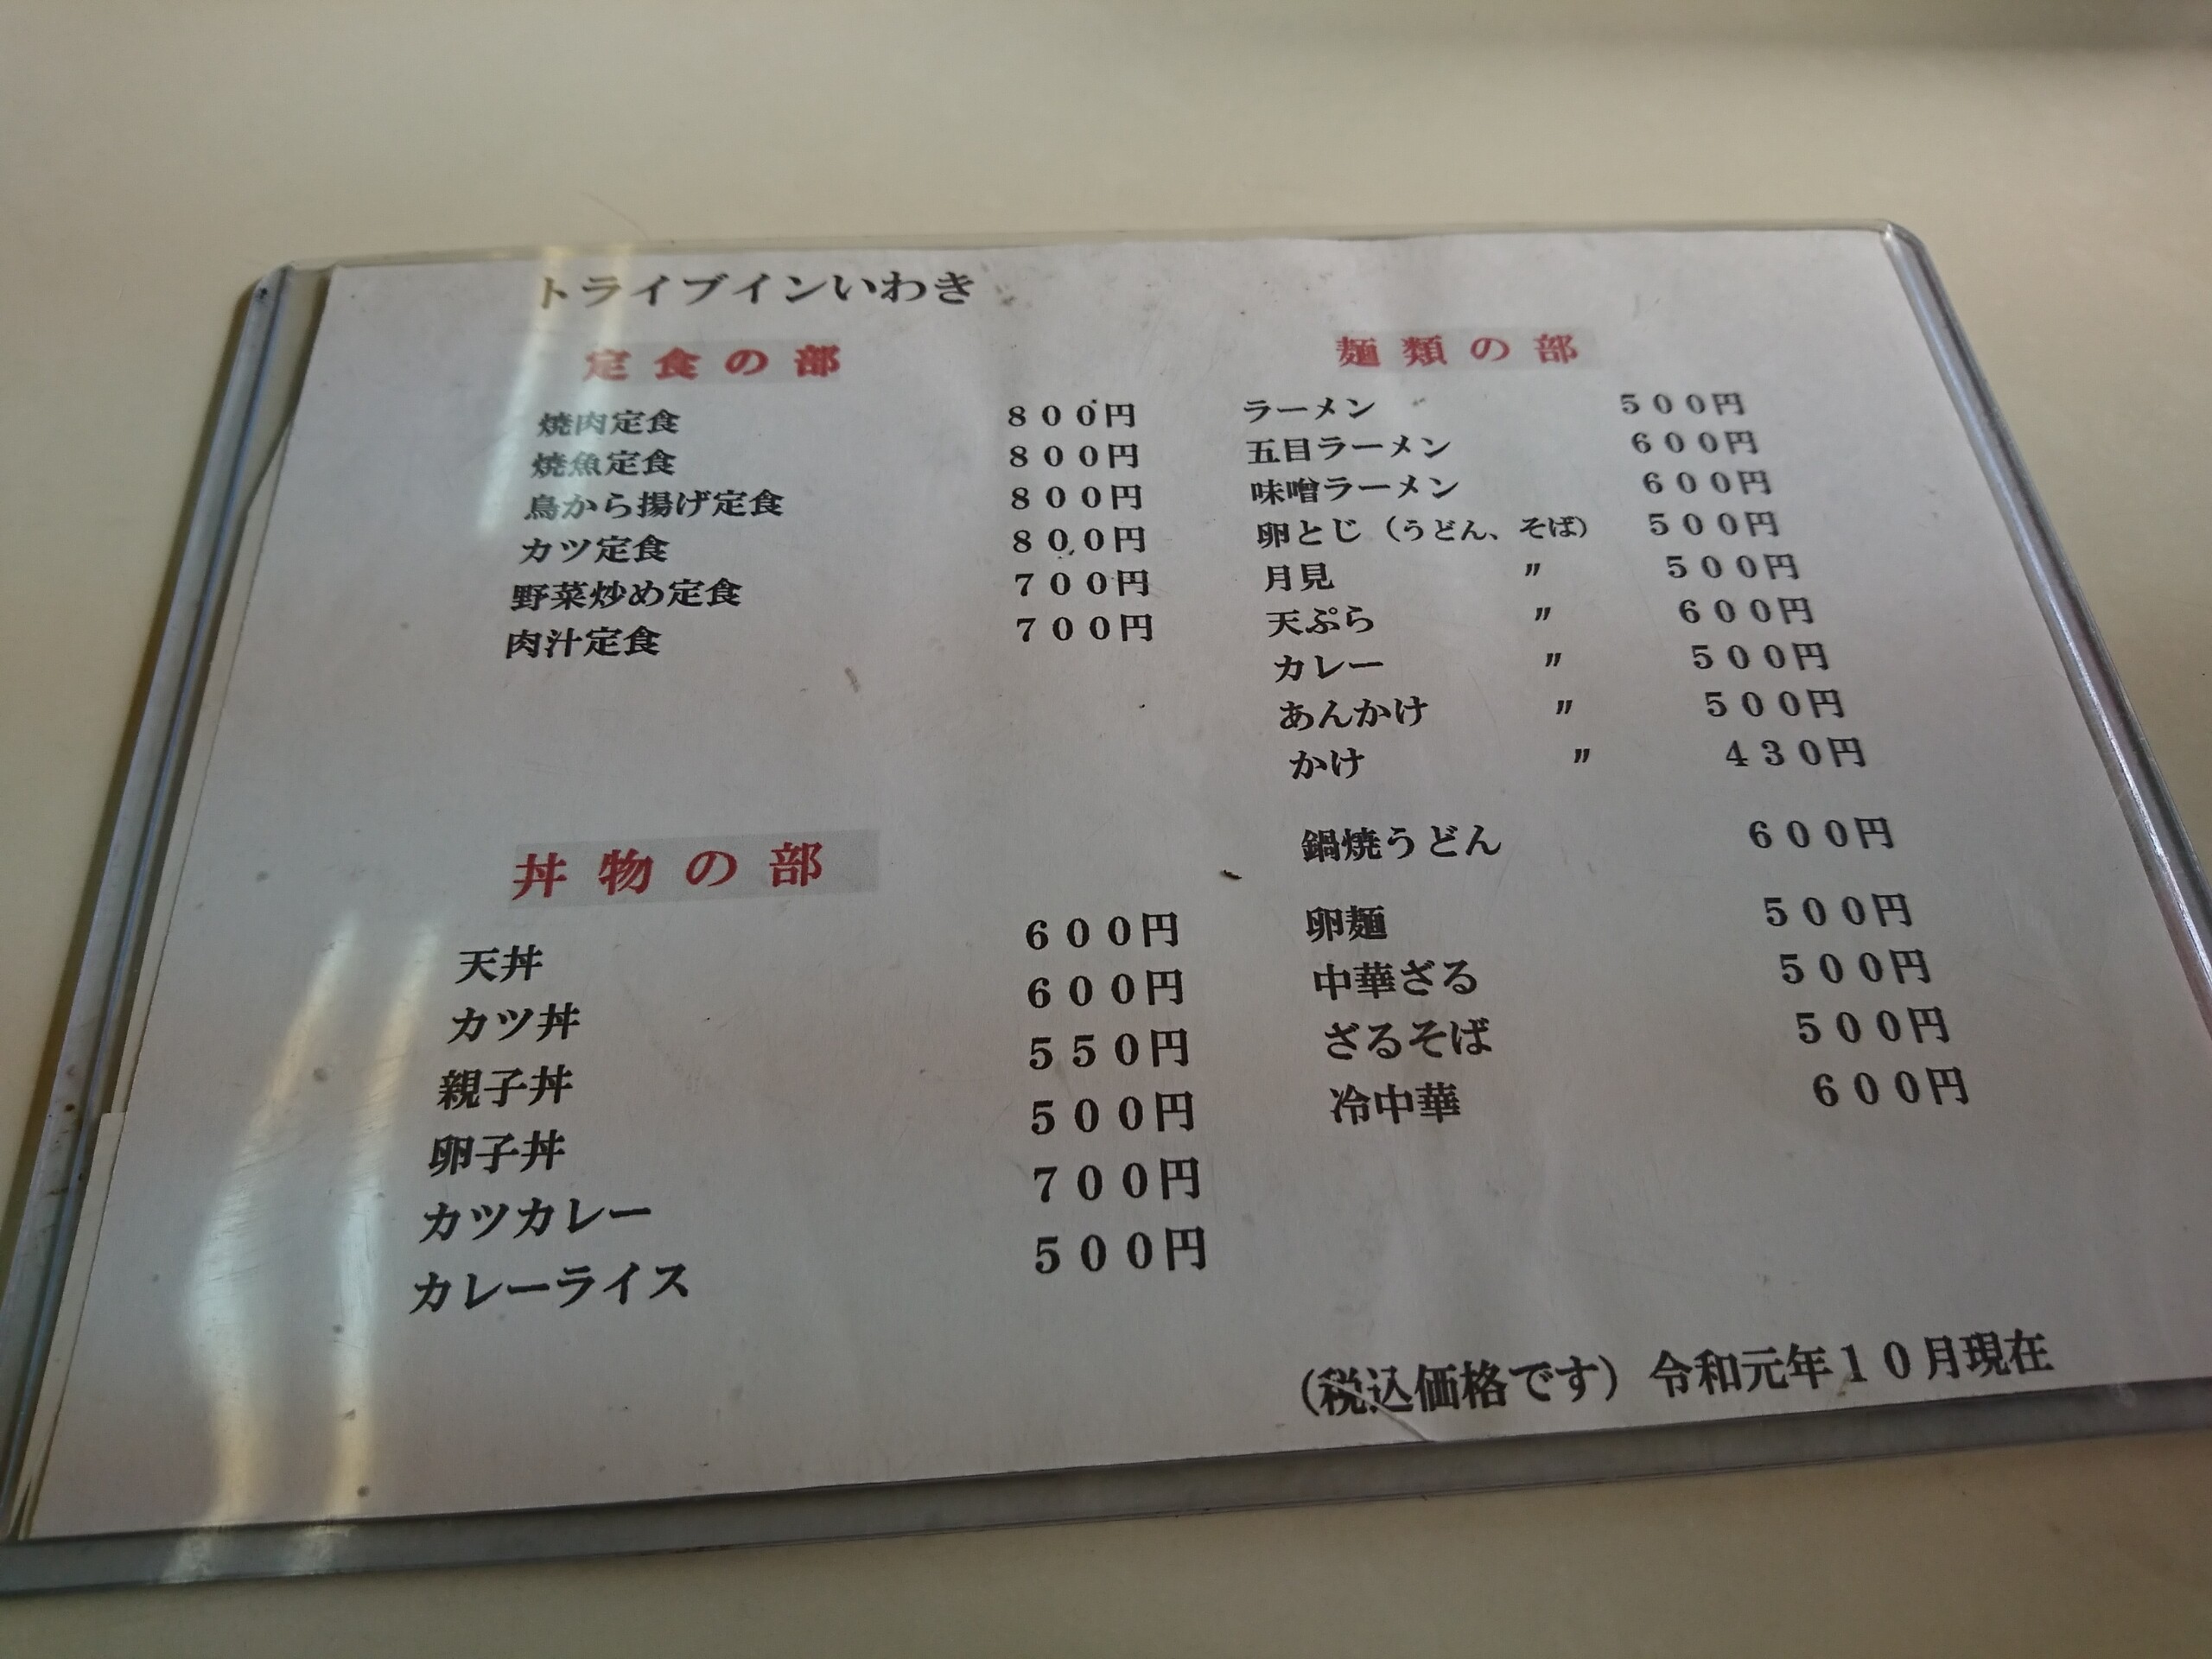 トライブインいわき
定食の部
焼肉定食 ８００円
焼魚定食 ８００円
鳥から揚げ定食 ８００円
カツ定食 ８００円
野菜炒め定食 ７００円
肉汁定食 ７００円
丼物の部
天丼 ６００円
カツ丼 ６００円
親子丼 ５５０円
卵子丼 ５００円
カツカレー ７００円
カレーライス ５００円
麺類の部
ラーメン ５００円
五目ラーメン ６００円
味噌ラーメン ６００円
卵とじ（うどん、そば） ５００円
月見 〃 ５００円
天ぷら 〃 ６００円
カレー 〃 ５００円
あんかけ 〃 ５００円
かけ 〃 ４３０円
鍋焼うどん ６００円
卵麺 ５００円
中華ざる ５００円
ざるそば ５００円
冷中華 ６００円
（税込価格です）令和元年１０月現在